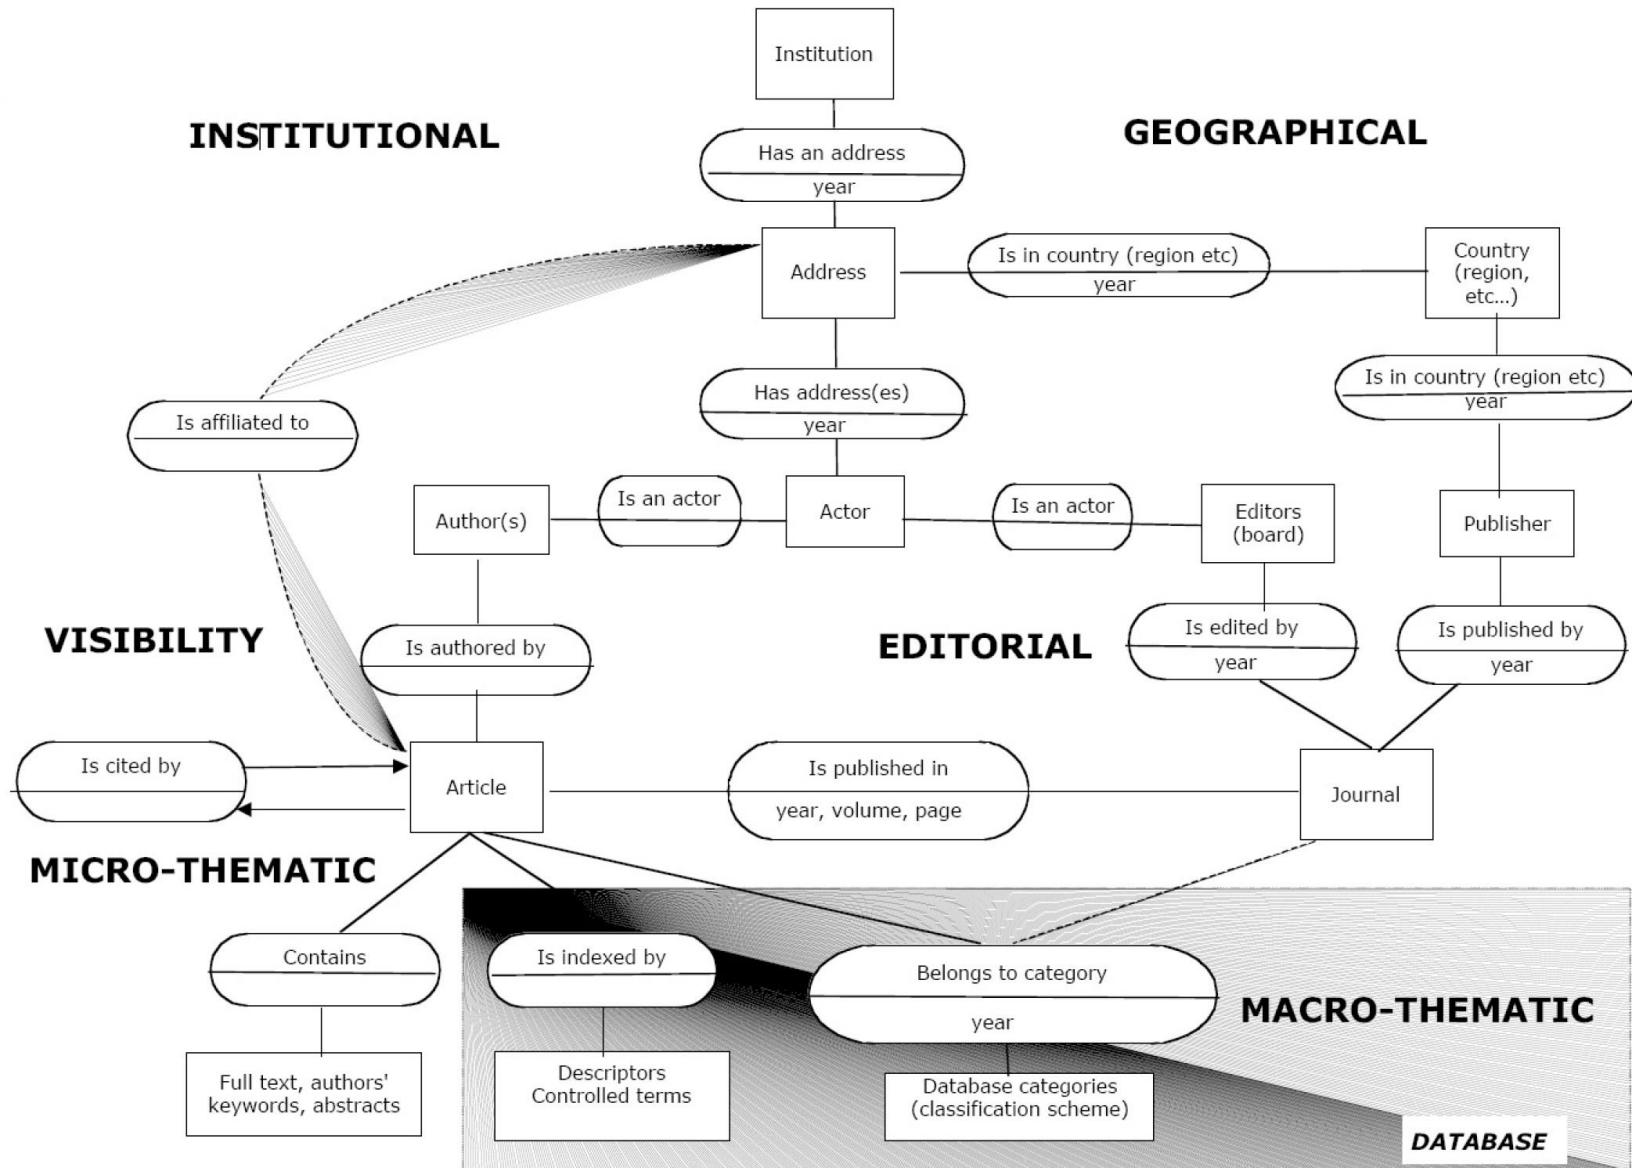 Institution
INSTITUTIONAL
GEOGRAPHICAL
Has an address
year
Address
Is in country (region etc)
year
Country
(region,
etc...)
Has address(es)
year
Is in country (region etc)
year
Is affiliated to
Author(s)
Is an actor
Actor
Is an actor
Editors
(board)
Publisher
VISIBILITY
Is authored by
EDITORIAL
Is edited by
year
Is published by
year
Is cited by
Article
Is published in
year, volume, page
Journal
MICRO-THEMATIC
Contains
Is indexed by
Belongs to category
year
MACRO-THEMATIC
Full text, authors'
keywords, abstracts
Descriptors
Controlled terms
Database categories
(classification scheme)
DATABASE